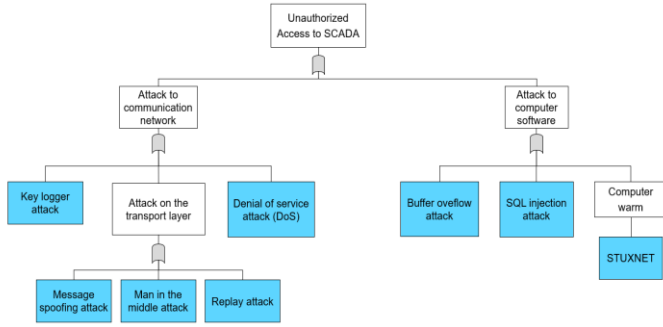 Unauthorized
Access to SCADA
Attack to
communication
network
Attack to
computer
software
Key logger
attack
Attack on the
transport layer
Denial of service
attack (DoS)
Buffer oveflow
attack
SQL injection
attack
Computer
warm
STUXNET
Message
spoofing attack
Man in the
middle attack
Replay attack